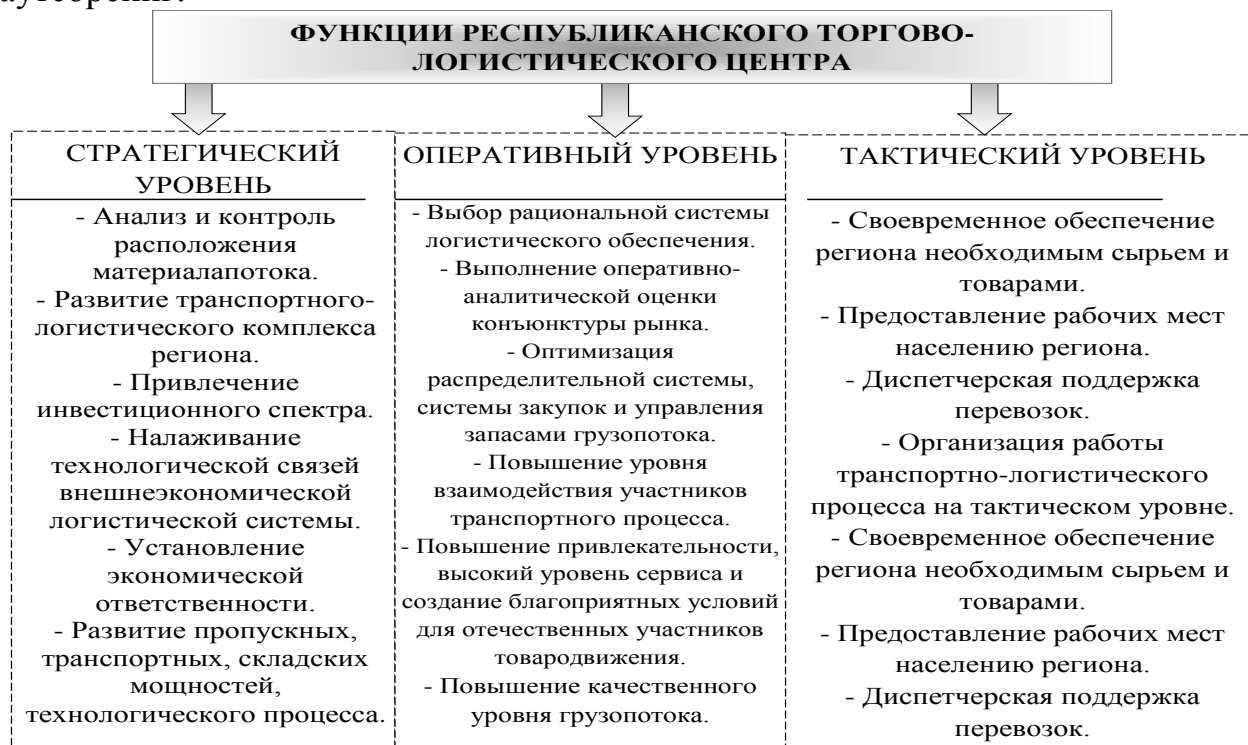 ФУНКЦИИ РЕСПУБЛИКАНСКОГО ТОРГОВО-
ЛОГИСТИЧЕСКОГО ЦЕНТРА
СТРАТЕГИЧЕСКИЙ
УРОВЕНЬ
- Анализ и контроль
расположения
материалапотока.
- Развитие транспортного-
логистического комплекса
региона.
- Привлечение
инвестиционного спектра.
- Налаживание
технологической связей
внешнеэкономической
логистической системы.
- Установление
экономической
ответственности.
- Развитие пропускных,
транспортных, складских
мощностей,
технологического процесса.
ОПЕРАТИВНЫЙ УРОВЕНЬ
- Выбор рациональной системы
логистического обеспечения.
- Выполнение оперативно-
аналитической оценки
конъюнктуры рынка.
- Оптимизация
распределительной системы,
системы закупок и управления
запасами грузопотока.
- Повышение уровня
взаимодействия участников
транспортного процесса.
- Повышение привлекательности,
высокий уровень сервиса и
создание благоприятных условий
для отечественных участников
товародвижения.
- Повышение качественного
уровня грузопотока.
ТАКТИЧЕСКИЙ УРОВЕНЬ
- Своевременное обеспечение
региона необходимым сырьем и
товарами.
- Предоставление рабочих мест
населению региона.
- Диспетчерская поддержка
перевозок.
- Организация работы
транспортно-логистического
процесса на тактическом уровне.
- Своевременное обеспечение
региона необходимым сырьем и
товарами.
- Предоставление рабочих мест
населению региона.
- Диспетчерская поддержка
перевозок.